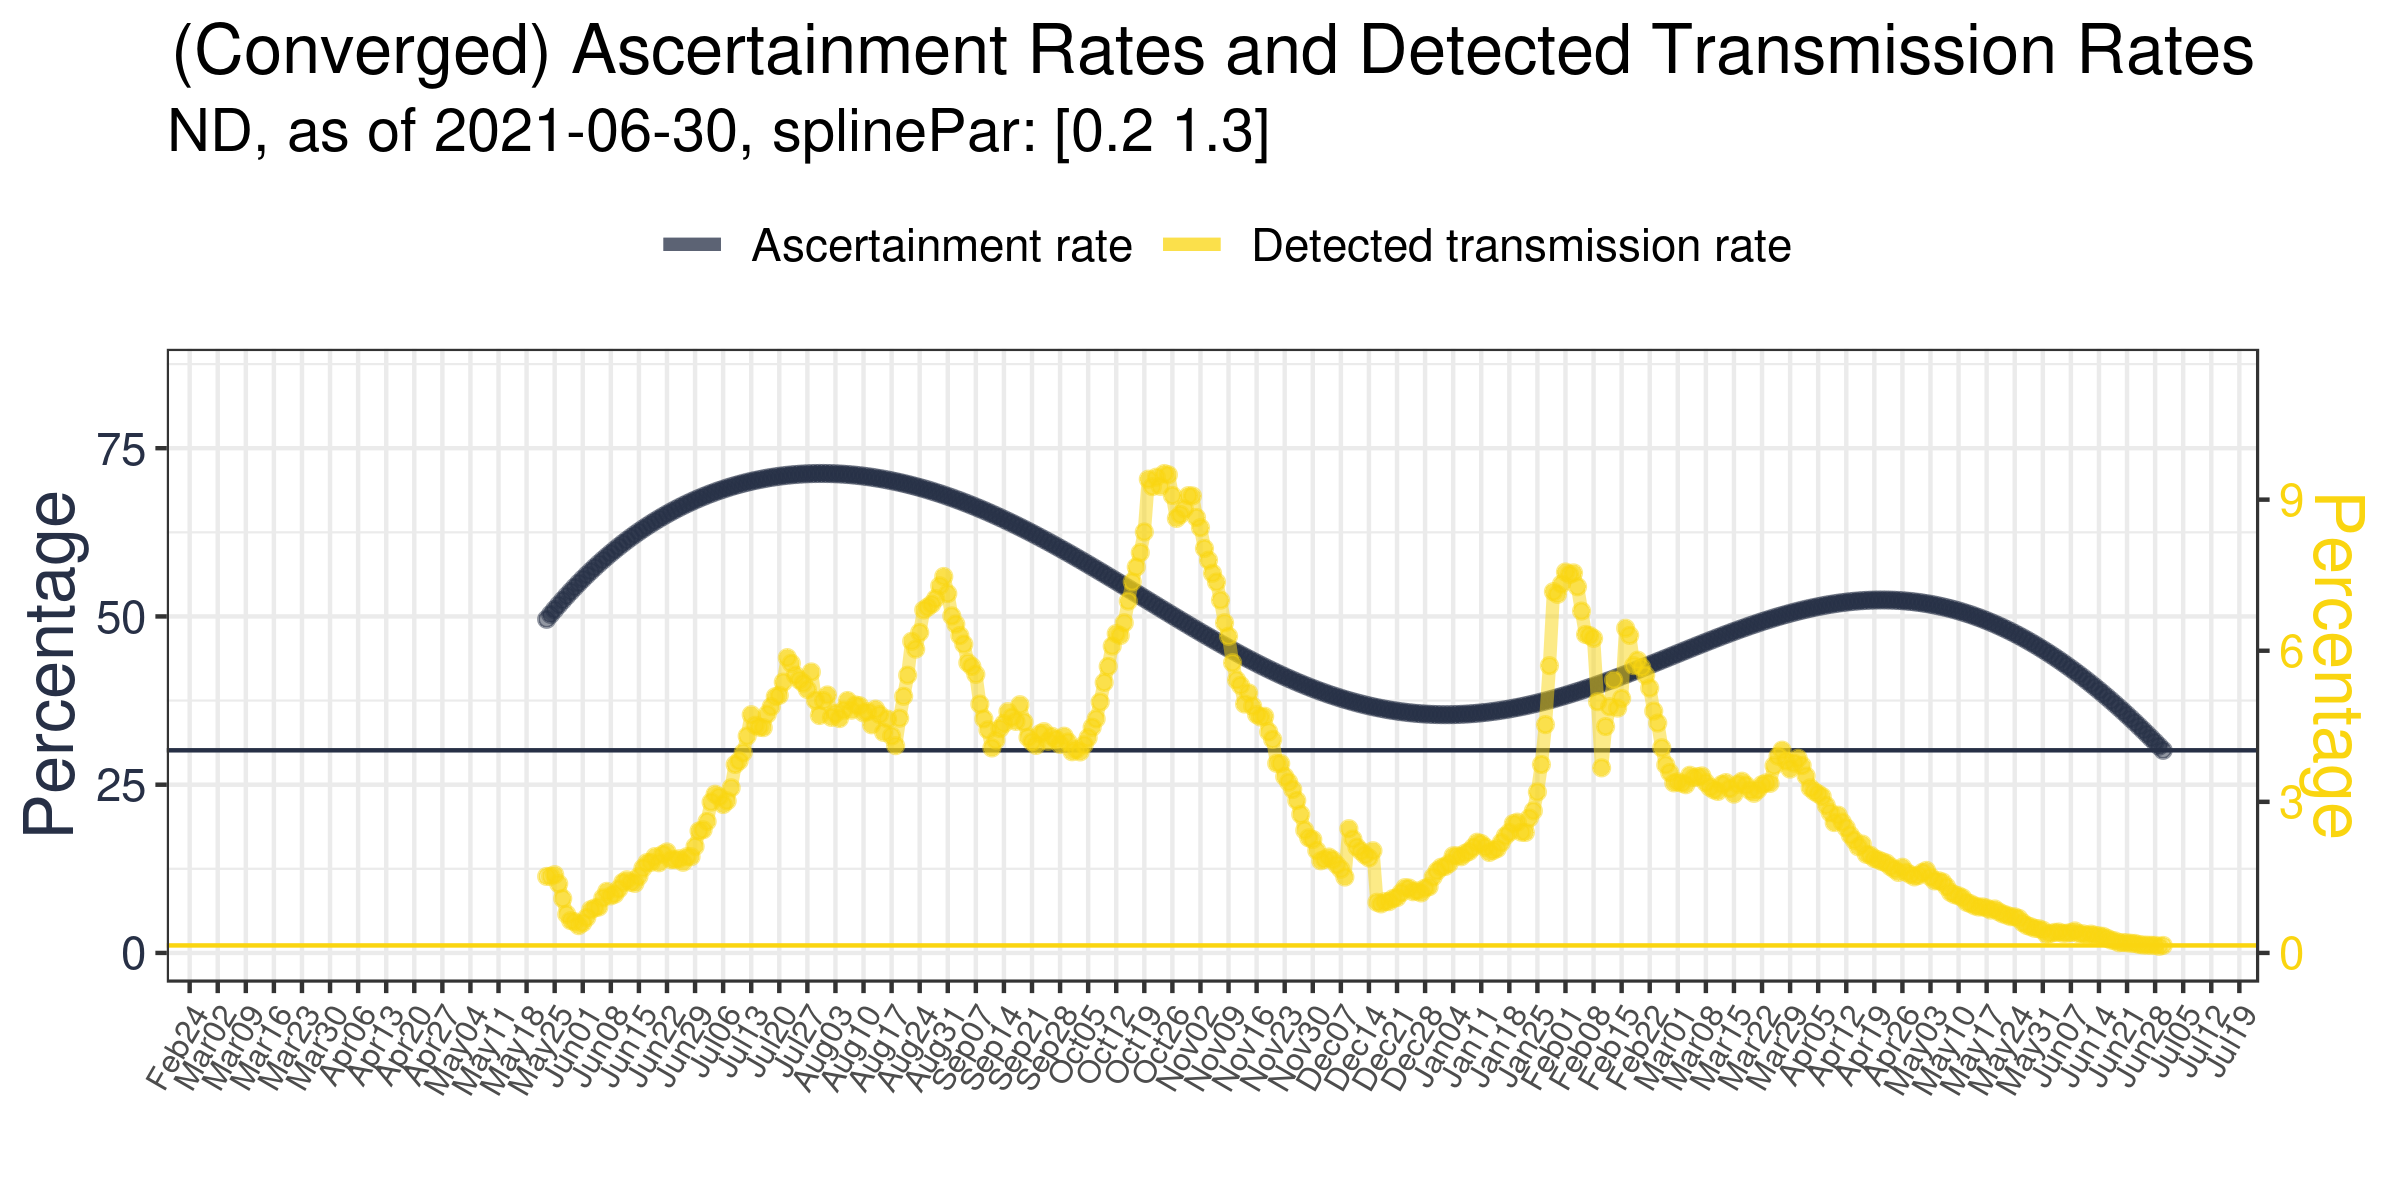 (Converged) Ascertainment Rates and Detected Transmission Rates
ND, as of 2021-06-30, splinePar: [0.2 1.3]
Ascertainment rate
Detected transmission rate
Percentage
75
50
25
0
9
6
3
0
Percentage
Feb24
Mar02
Mar09
Mar16
Mar23
Mar30
Apr06
Apr13
Apr20
Apr27
May04
May11
May18
May25
Jun01
Jun08
Jun15
Jun22
Jun29
Jul06
Jul13
Jul20
Jul27
Aug03
Aug10
Aug17
Aug24
Aug31
Sep07
Sep14
Sep21
Sep28
Oct05
Oct12
Oct19
Oct26
Nov02
Nov09
Nov16
Nov23
Nov30
Dec07
Dec14
Dec21
Dec28
Jan04
Jan11
Jan18
Jan25
Feb01
Feb08
Feb15
Feb22
Mar01
Mar08
Mar15
Mar22
Mar29
Apr05
Apr12
Apr19
Apr26
May03
May10
May17
May24
May31
Jun07
Jun14
Jun21
Jun28
Jul05
Jul12
Jul19